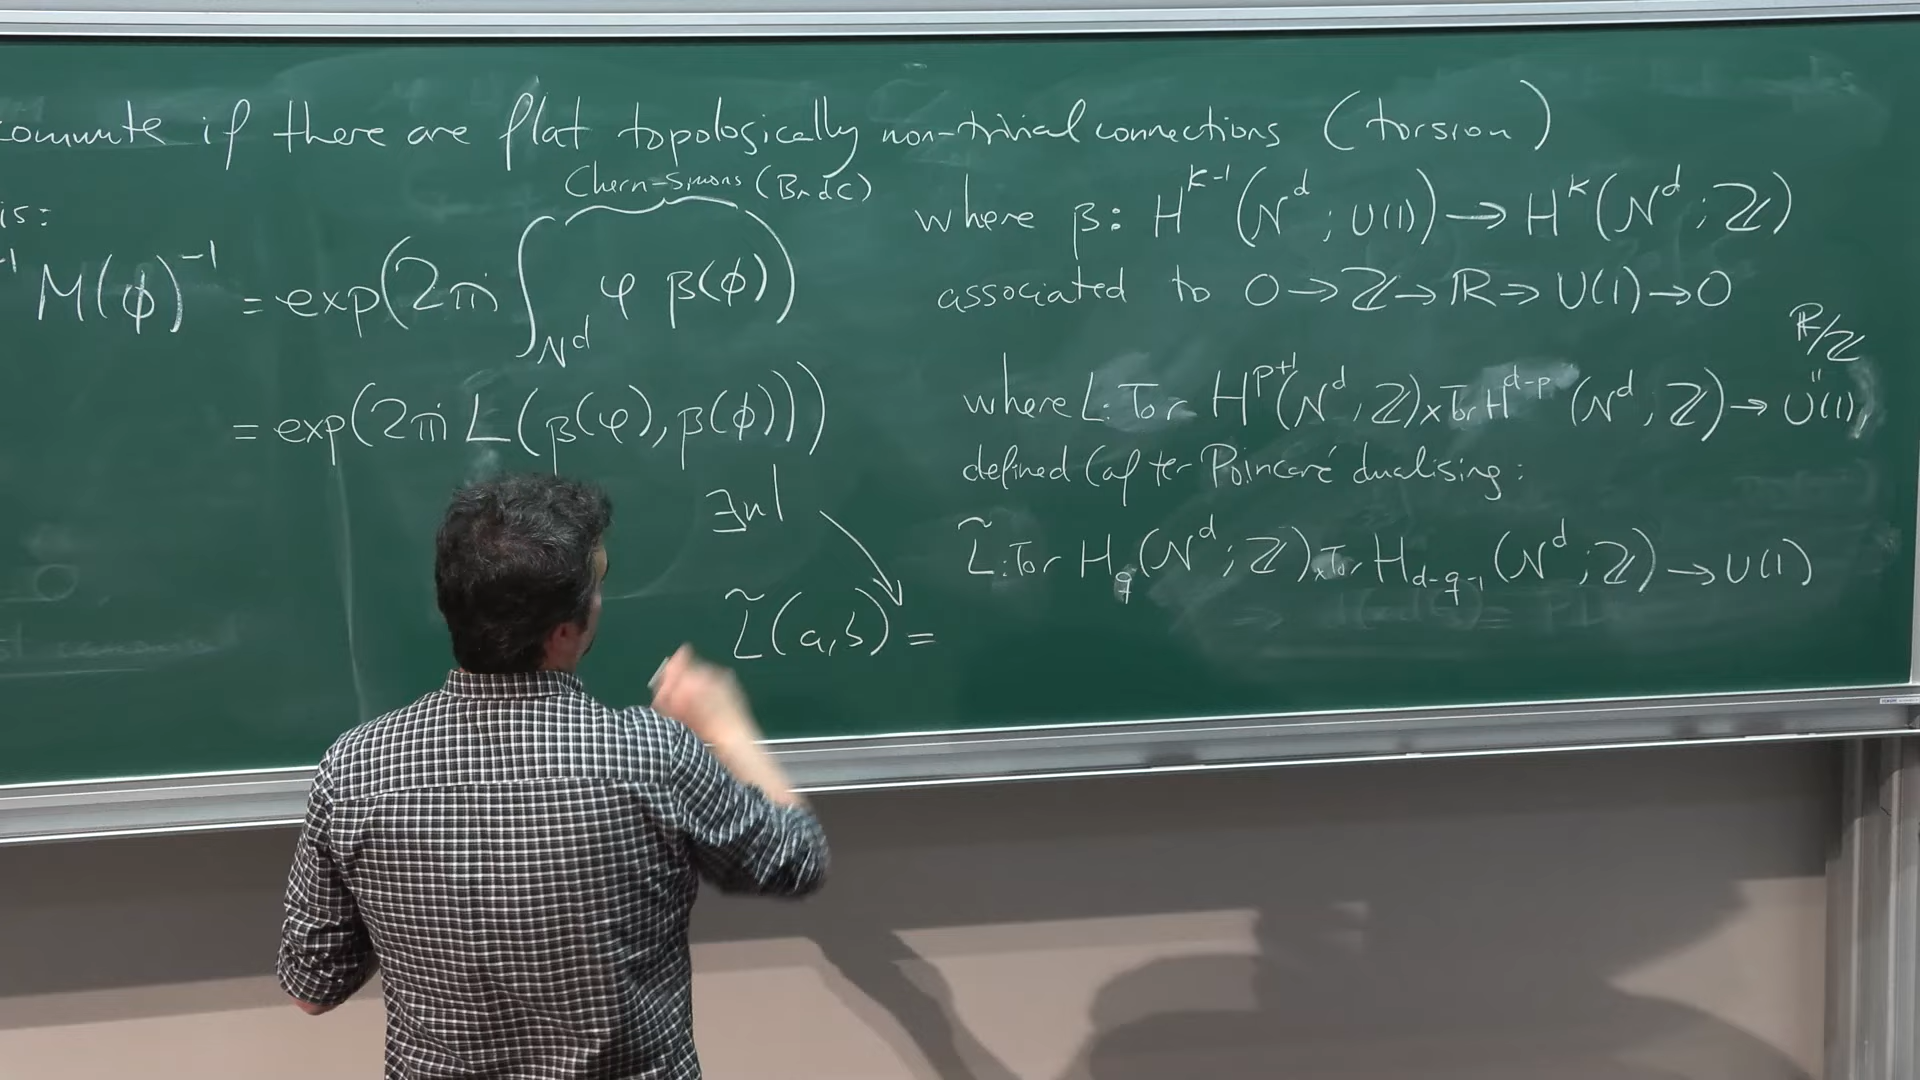 commute if there are flat topologically non-trivial connections (torsion)
is:
Chern-Simons (B∧dC)
-1 M(ϕ)^{-1} = exp(2πi ∫_{N^d} φ β(ϕ))
= exp(2πi L(β(φ), β(ϕ)))
∃nl
L̃(a,b) =
where β: H^{k-1}(N^d; U(1)) → H^k(N^d; ℤ)
associated to 0→ℤ→ℝ→U(1)→0
ℝ/ℤ
where L: Tor H^{p+1}(N^d, ℤ) × Tor H^{d-p}(N^d, ℤ) → U(1),
defined (after Poincaré dualising:
L̃: Tor H_q(N^d; ℤ) × Tor H_{d-q-1}(N^d; ℤ) → U(1)